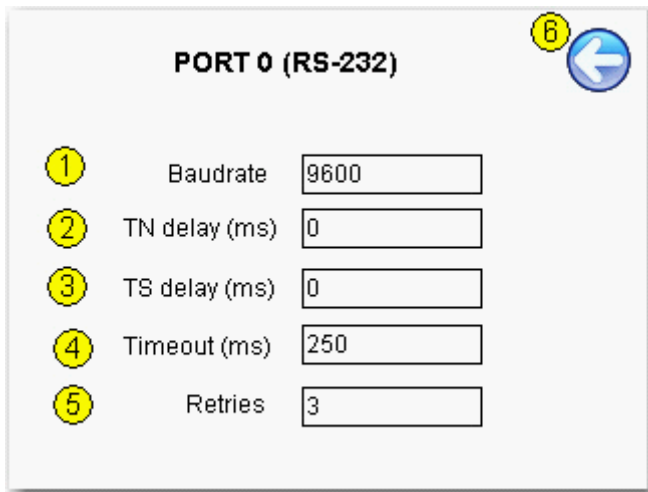 6
PORT 0 (RS-232)
1 Baudrate 9600
2 TN delay (ms) 0
3 TS delay (ms) 0
4 Timeout (ms) 250
5 Retries 3